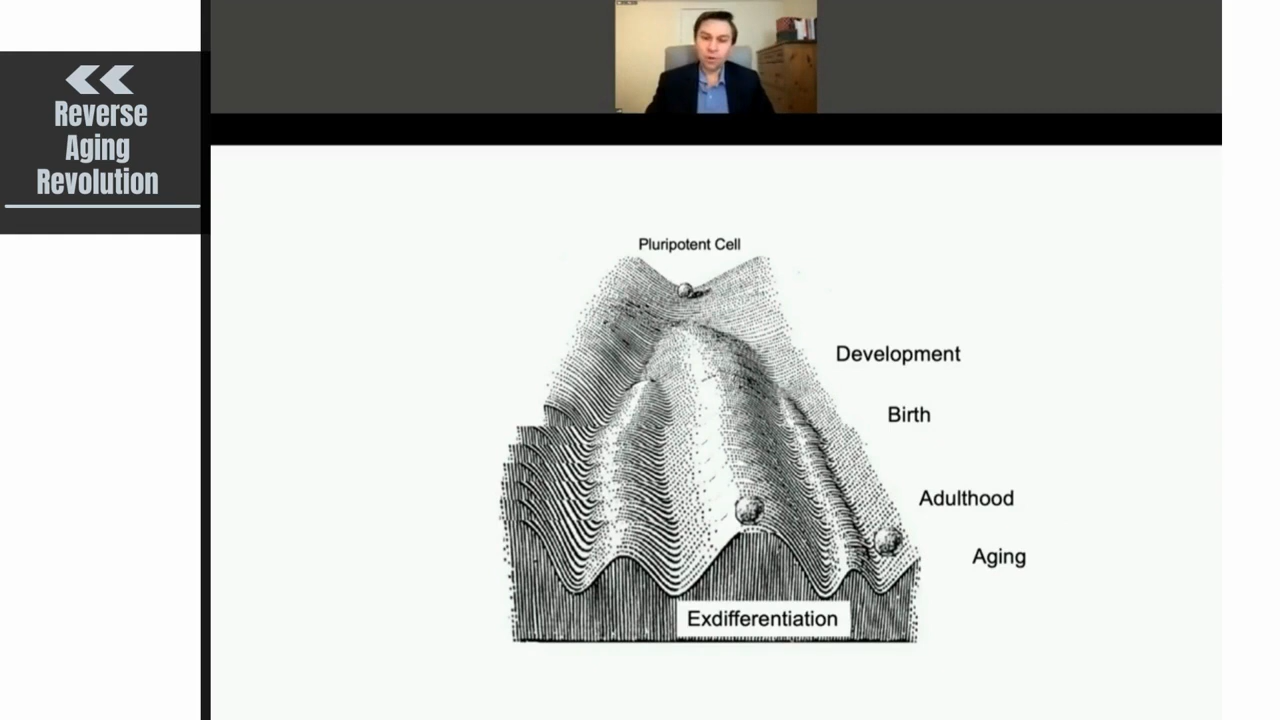 Reverse
Aging
Revolution
Pluripotent Cell
Development
Birth
Adulthood
Aging
Exdifferentiation